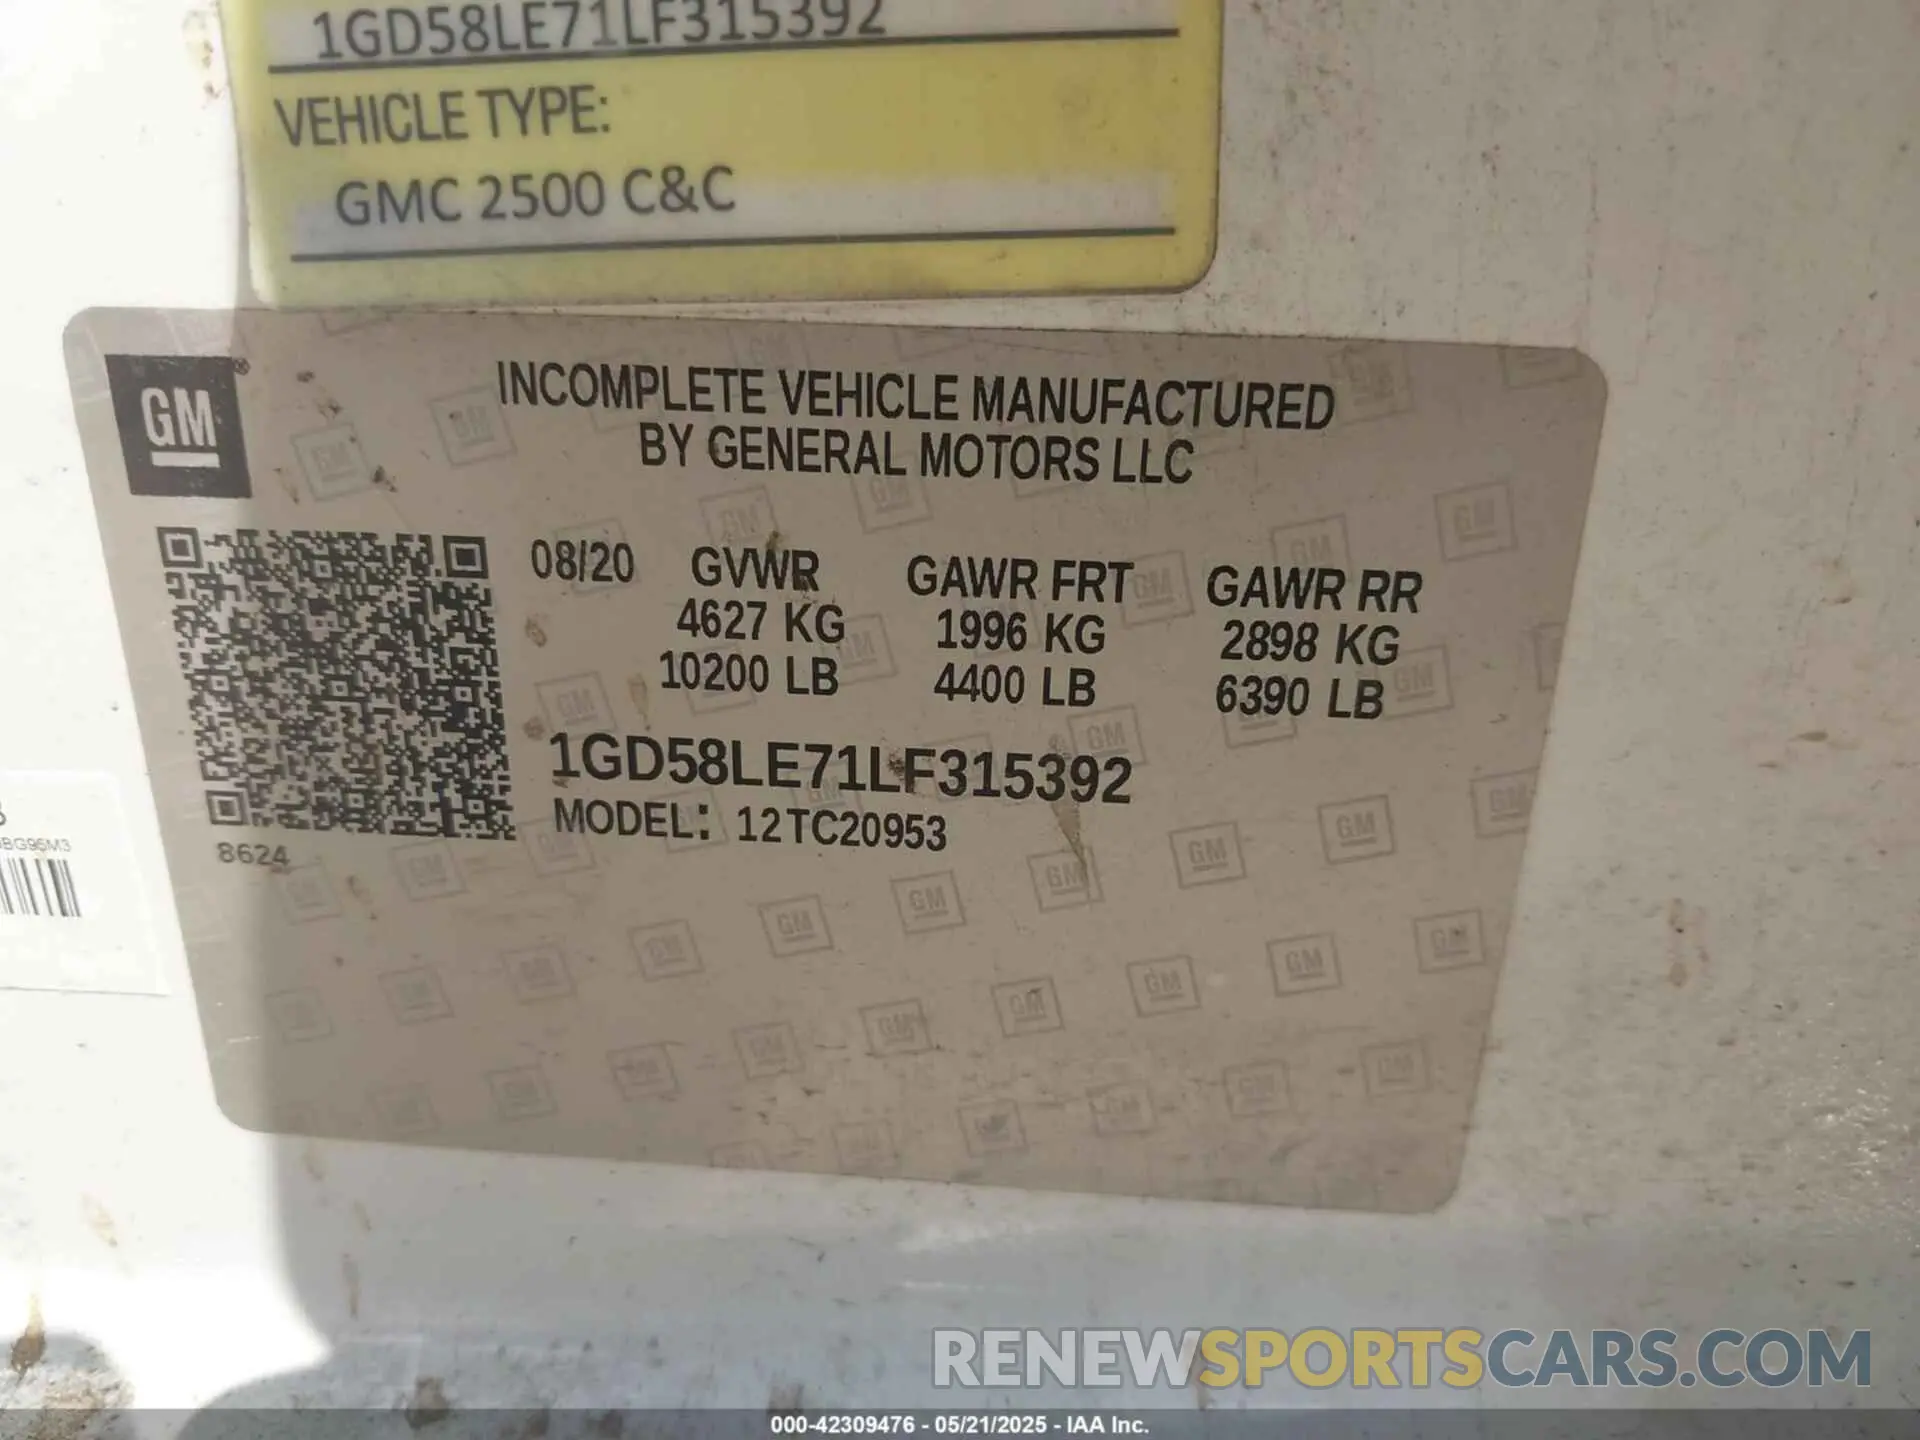 1GD58LE71LF315392
VEHICLE TYPE:
GMC 2500 C&C
GM ®
INCOMPLETE VEHICLE MANUFACTURED
BY GENERAL MOTORS LLC
08/20 GVWR GAWR FRT GAWR RR
4627 KG 1996 KG 2898 KG
10200 LB 4400 LB 6390 LB
1GD58LE71LF315392
MODEL: 12TC20953
8624
RENEWSPORTSCARS.COM
000-42309476 - 05/21/2025 - IAA Inc.